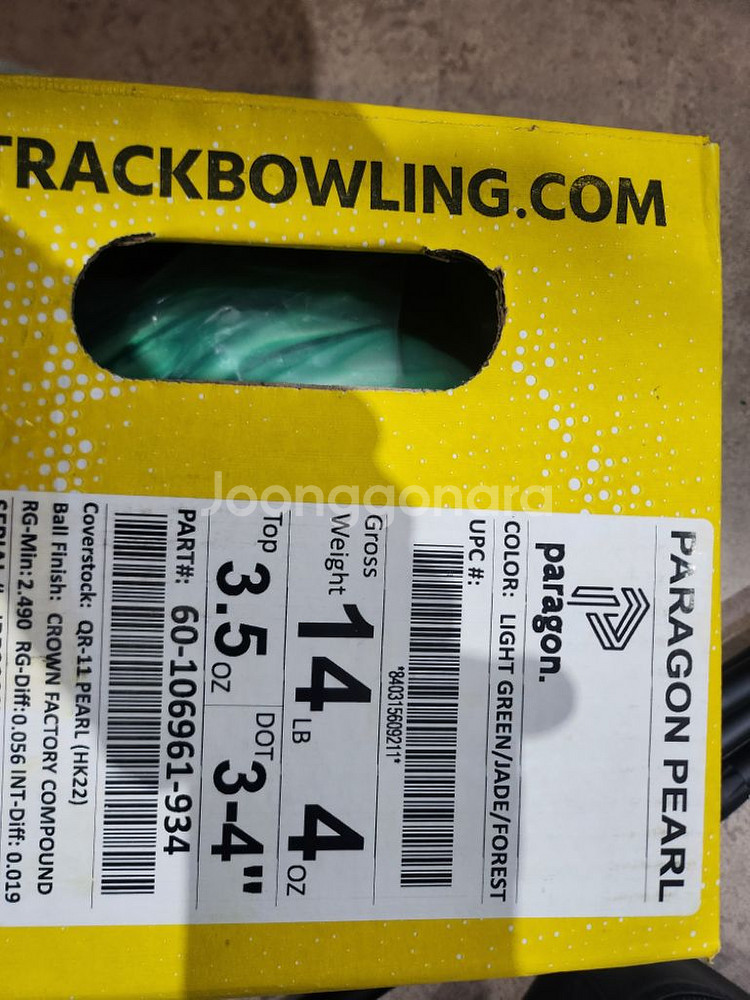 TRACKBOWLING.COM
Joonggonara
PARAGON PEARL
paragon.
COLOR: LIGHT GREEN/JADE/FOREST
UPC #:
*840315609211*
Gross Weight 14 LB 4 OZ
Top 3.5 OZ DOT 3-4"
PART#: 60-106961-934
Coverstock: QR-11 PEARL (HK22)
Ball Finish: CROWN FACTORY COMPOUND
RG-Min: 2.490 RG-Diff:0.056 INT-Diff: 0.019